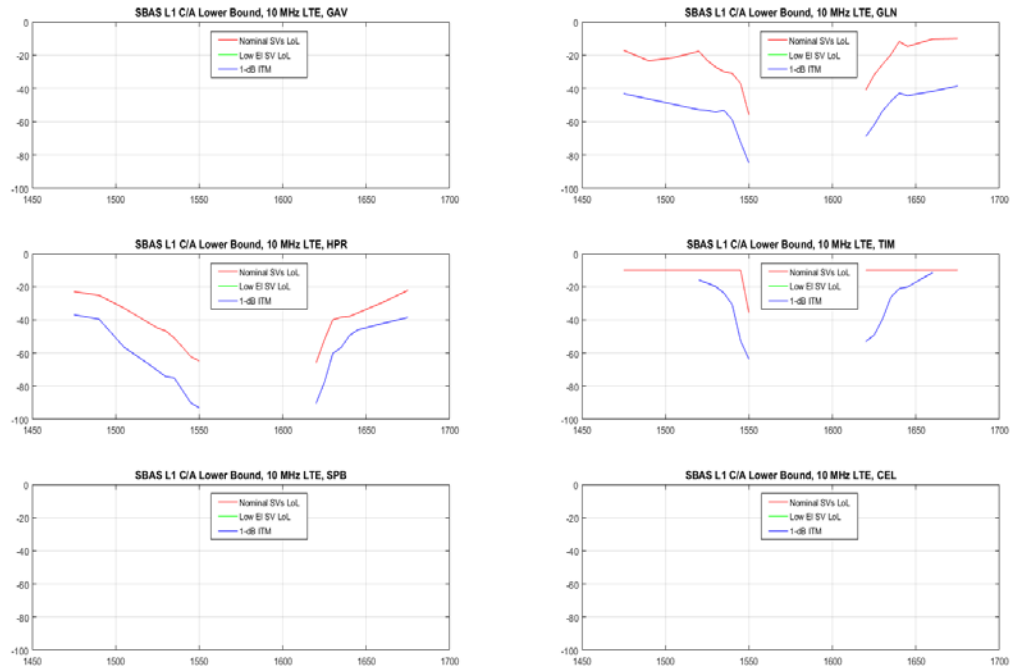 SBAS L1 C/A Lower Bound, 10 MHz LTE, GAV
0
-20
-40
-60
-80
-100
Nominal SVs LoL
Low El SV LoL
1-dB ITM
1450 1500 1550 1600 1650 1700
SBAS L1 C/A Lower Bound, 10 MHz LTE, GLN
0
-20
-40
-60
-80
-100
Nominal SVs LoL
Low El SV LoL
1-dB ITM
1450 1500 1550 1600 1650 1700
SBAS L1 C/A Lower Bound, 10 MHz LTE, HPR
0
-20
-40
-60
-80
-100
Nominal SVs LoL
Low El SV LoL
1-dB ITM
1450 1500 1550 1600 1650 1700
SBAS L1 C/A Lower Bound, 10 MHz LTE, TIM
0
-20
-40
-60
-80
-100
Nominal SVs LoL
Low El SV LoL
1-dB ITM
1450 1500 1550 1600 1650 1700
SBAS L1 C/A Lower Bound, 10 MHz LTE, SPB
0
-20
-40
-60
-80
-100
Nominal SVs LoL
Low El SV LoL
1-dB ITM
1450 1500 1550 1600 1650 1700
SBAS L1 C/A Lower Bound, 10 MHz LTE, CEL
0
-20
-40
-60
-80
-100
Nominal SVs LoL
Low El SV LoL
1-dB ITM
1450 1500 1550 1600 1650 1700